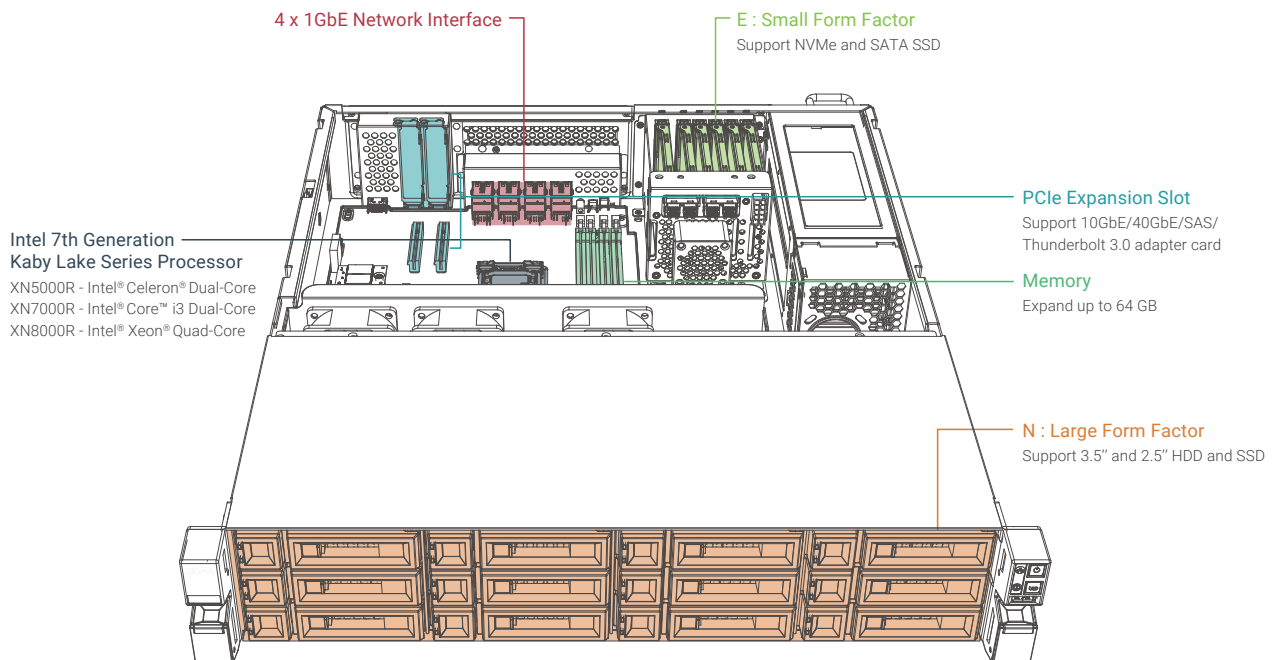 4 x 1GbE Network Interface
E : Small Form Factor
Support NVMe and SATA SSD
PCIe Expansion Slot
Support 10GbE/40GbE/SAS/
Thunderbolt 3.0 adapter card
Intel 7th Generation
Kaby Lake Series Processor
XN5000R - Intel® Celeron® Dual-Core
XN7000R - Intel® Core™ i3 Dual-Core
XN8000R - Intel® Xeon® Quad-Core
Memory
Expand up to 64 GB
N : Large Form Factor
Support 3.5’’ and 2.5’’ HDD and SSD